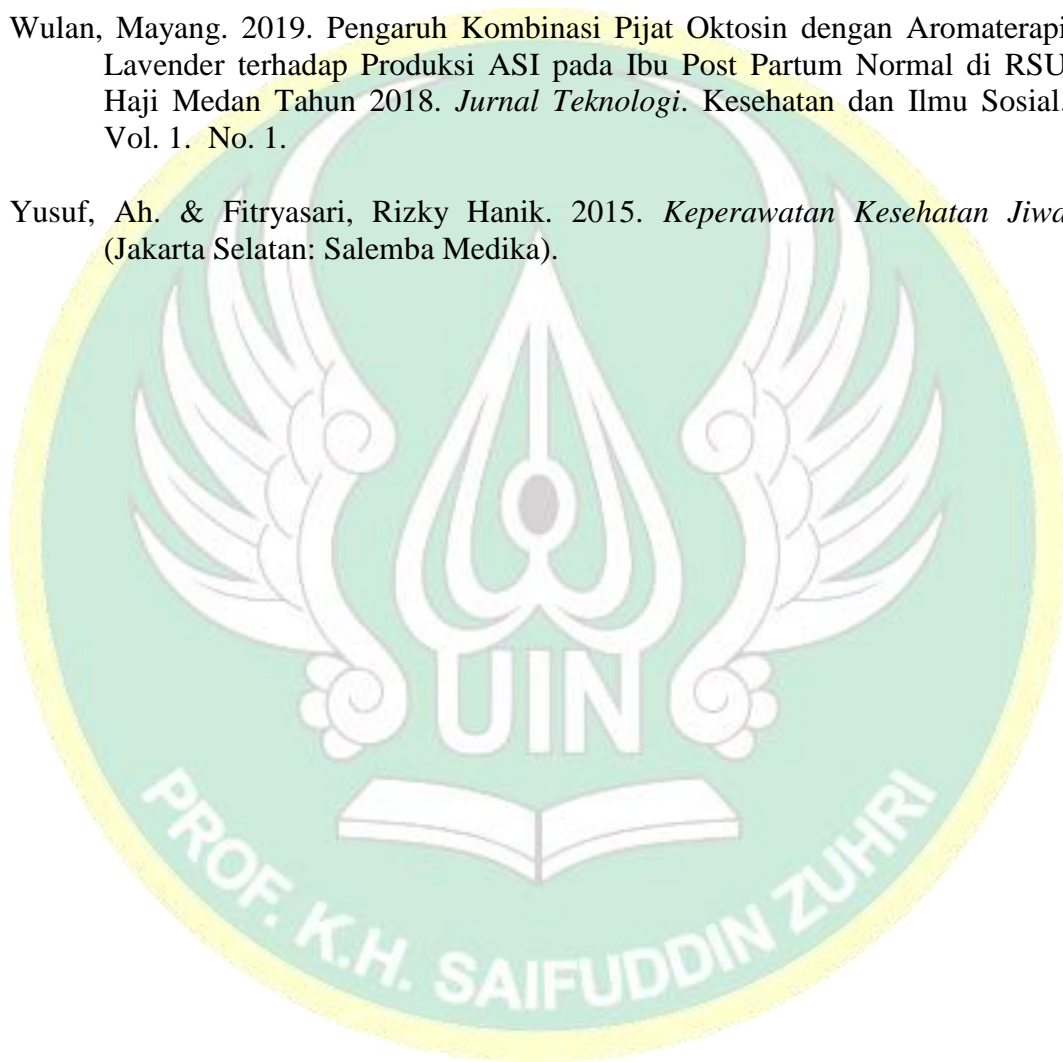 Wulan, Mayang. 2019. Pengaruh Kombinasi Pijat Oktosin dengan Aromaterapi
Lavender terhadap Produksi ASI pada Ibu Post Partum Normal di RSU
Haji Medan Tahun 2018. Jurnal Teknologi. Kesehatan dan Ilmu Sosial.
Vol. 1. No. 1.
Yusuf, Ah. & Fitryasari, Rizky Hanik. 2015. Keperawatan Kesehatan Jiwa
(Jakarta Selatan: Salemba Medika).
UIN
PROF. K.H. SAIFUDDIN ZUHRI